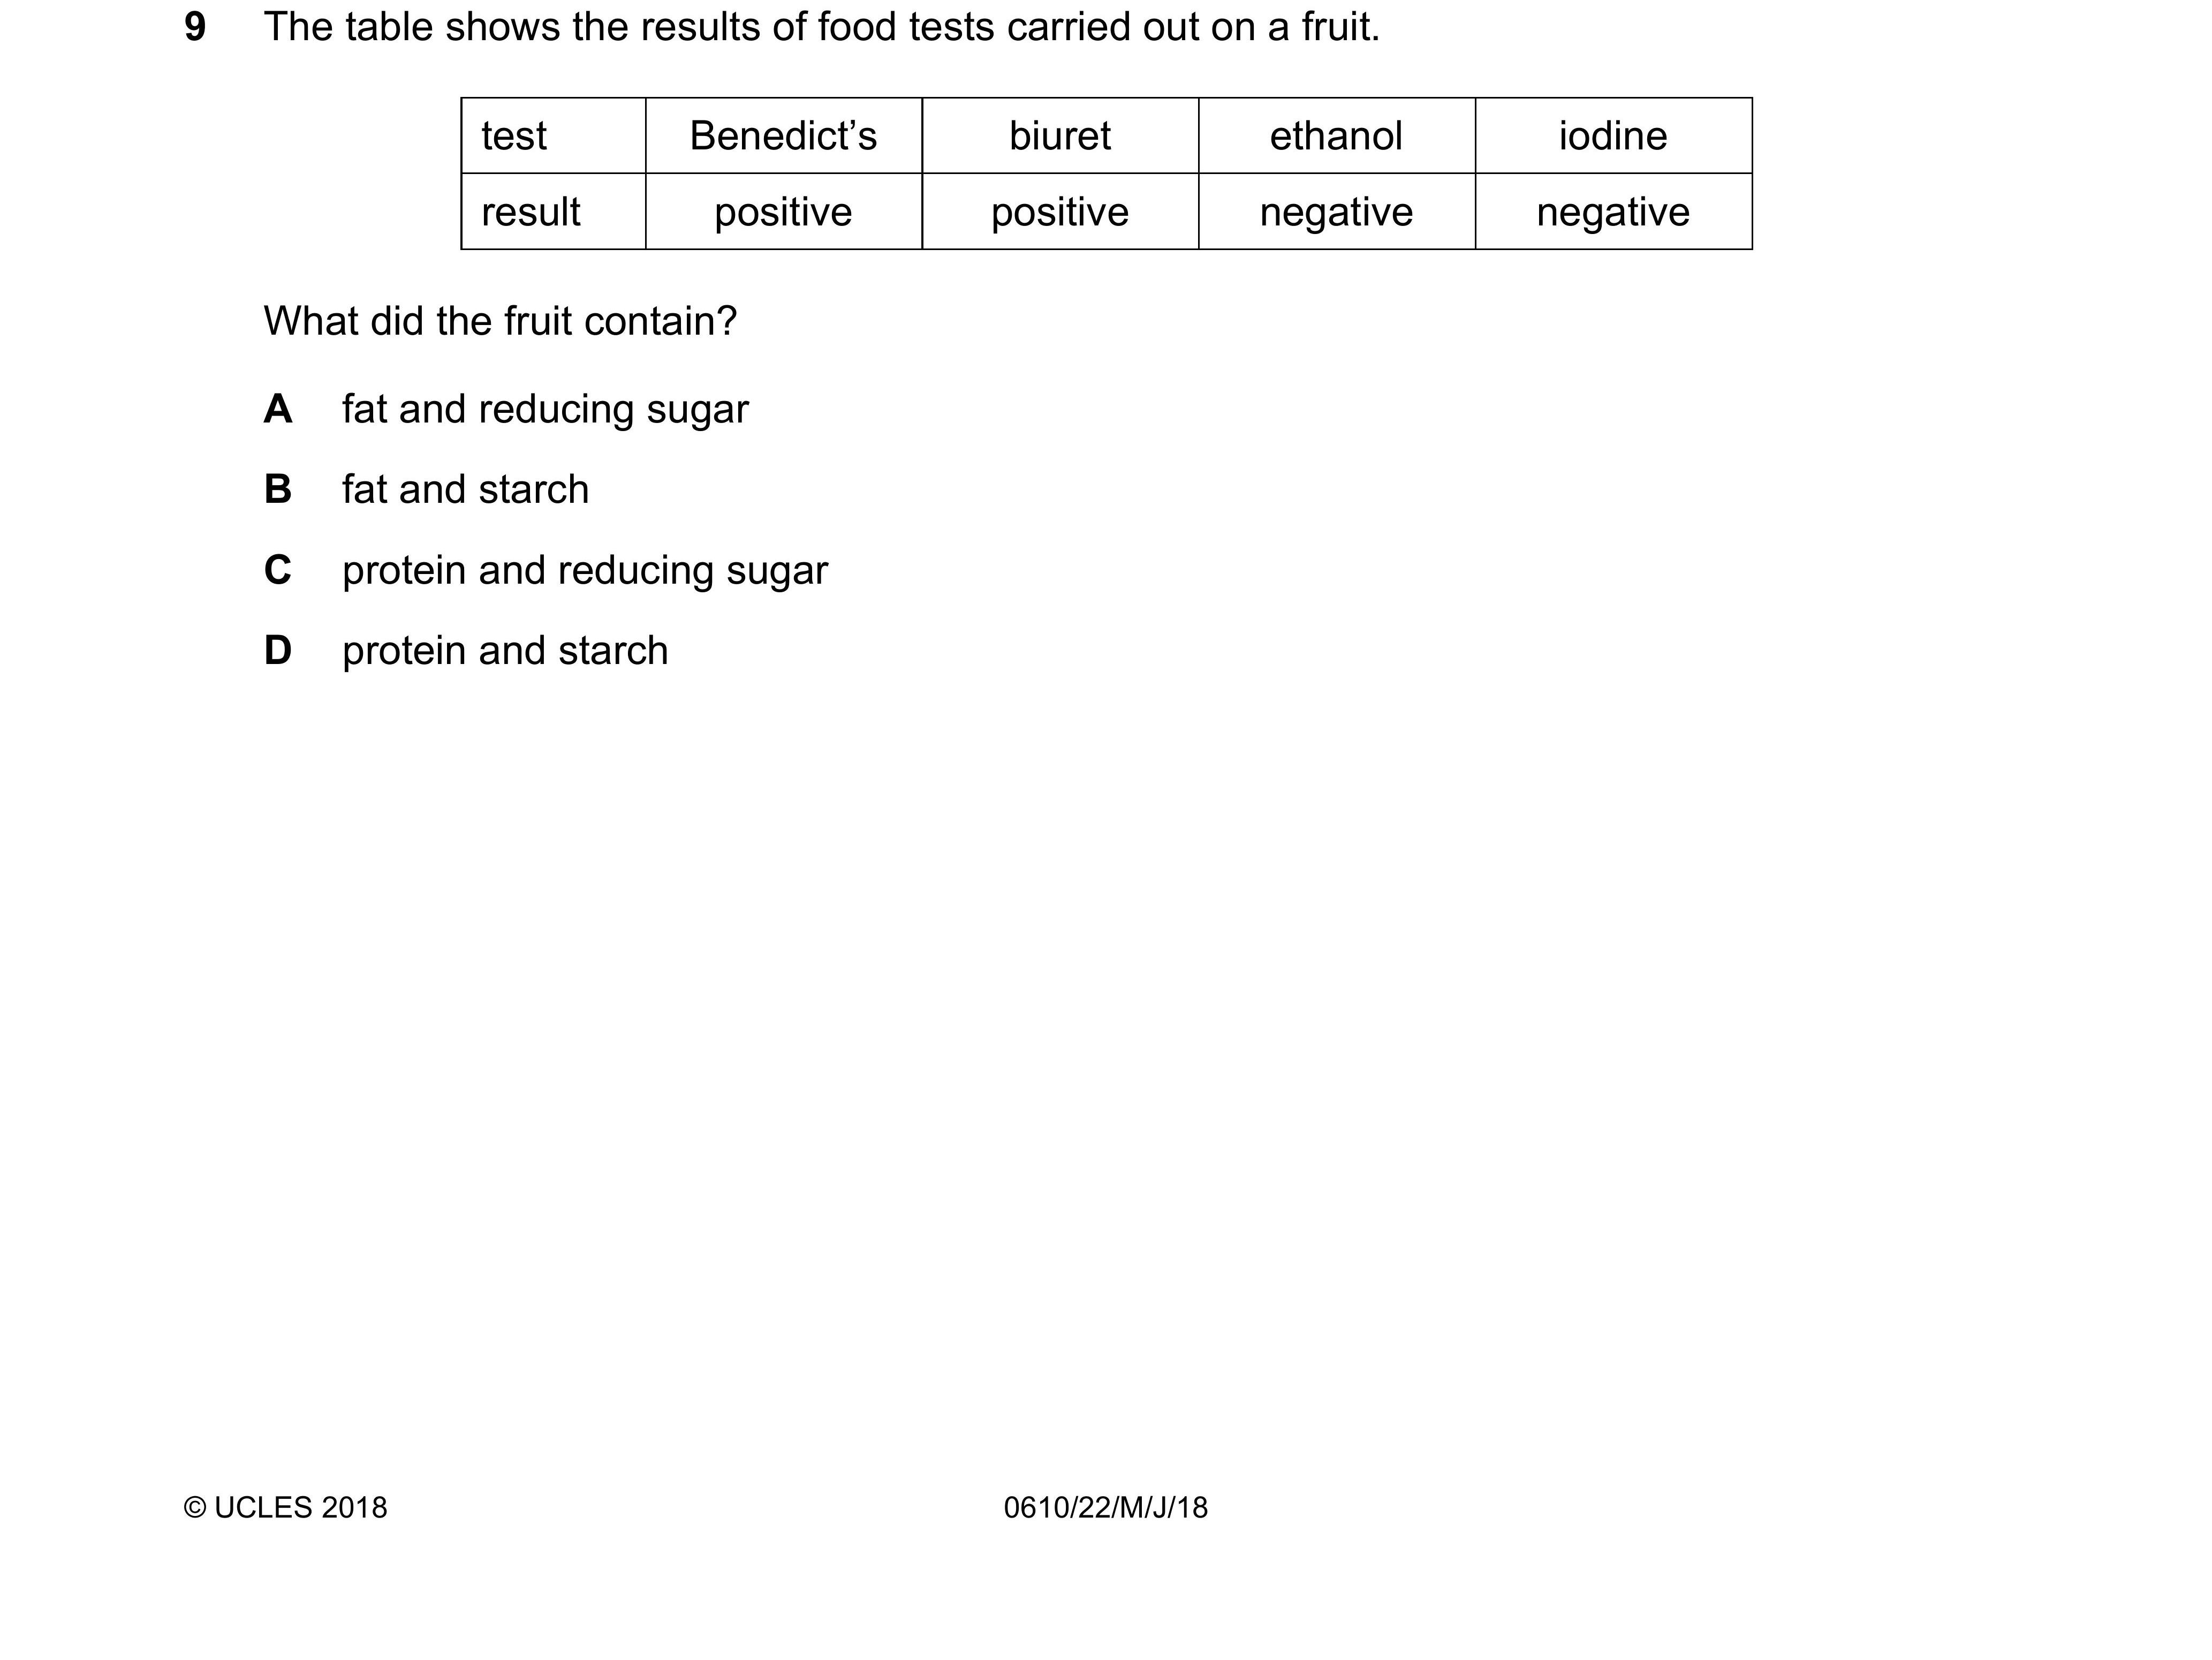 9 The table shows the results of food tests carried out on a fruit.
test Benedict’s biuret ethanol iodine
result positive positive negative negative
What did the fruit contain?
A fat and reducing sugar
B fat and starch
C protein and reducing sugar
D protein and starch
© UCLES 2018 0610/22/M/J/18